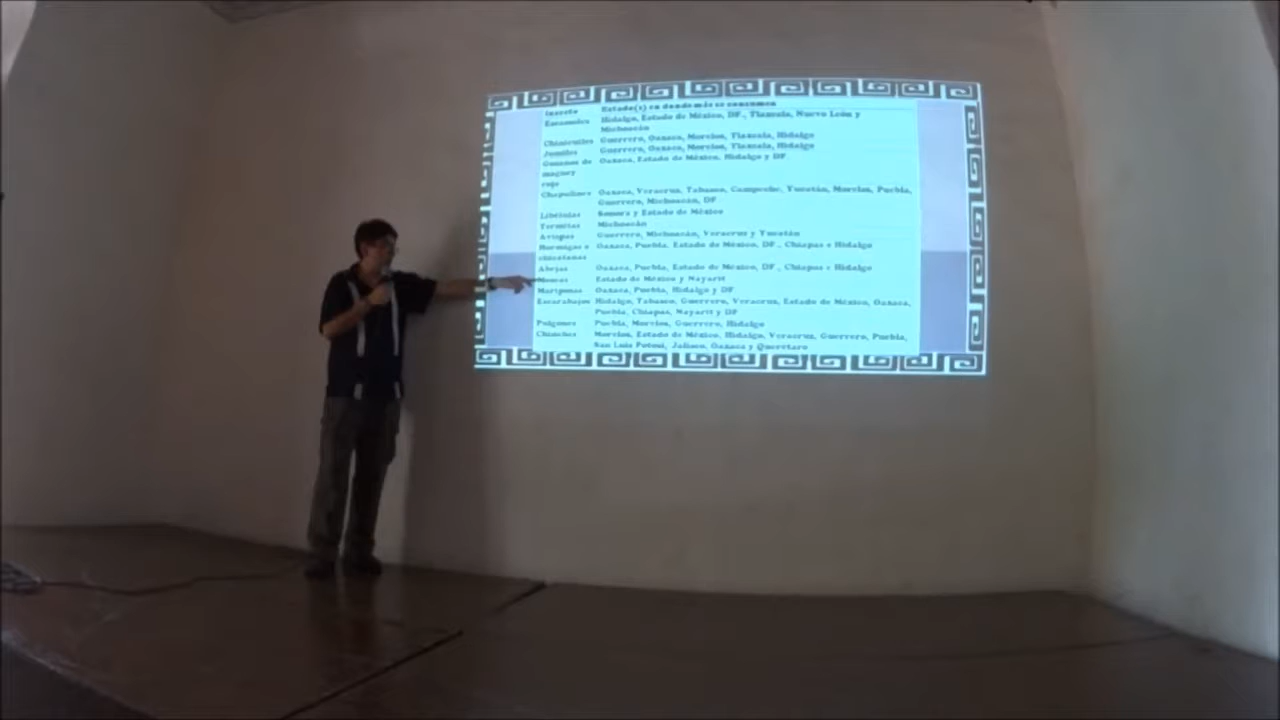 Insecto Estado(s) en donde más se consumen
Escamoles Hidalgo, Estado de México, DF., Tlaxcala, Nuevo León y
Michoacán
Chinicuiles Guerrero, Oaxaca, Morelos, Tlaxcala, Hidalgo
Jumiles Guerrero, Oaxaca, Morelos, Tlaxcala, Hidalgo
Gusanos de Oaxaca, Estado de México, Hidalgo y DF
maguey
rojo
Chapulines Oaxaca, Veracruz, Tabasco, Campeche, Yucatán, Morelos, Puebla,
Guerrero, Michoacán, DF
Libélulas Sonora y Estado de México
Termitas Michoacán
Avispas Guerrero, Michoacán, Veracruz y Yucatán
Hormigas o Oaxaca, Puebla, Estado de México, DF., Chiapas e Hidalgo
chicatanas
Abejas Oaxaca, Puebla, Estado de México, DF., Chiapas e Hidalgo
Moscas Estado de México y Nayarit
Mariposas Oaxaca, Puebla, Hidalgo y DF
Escarabajos Hidalgo, Tabasco, Guerrero, Veracruz, Estado de México, Oaxaca,
Puebla, Chiapas, Nayarit y DF
Pulgones Puebla, Morelos, Guerrero, Hidalgo
Chinches Morelos, Estado de México, Hidalgo, Veracruz, Guerrero, Puebla,
San Luis Potosí, Jalisco, Oaxaca y Querétaro